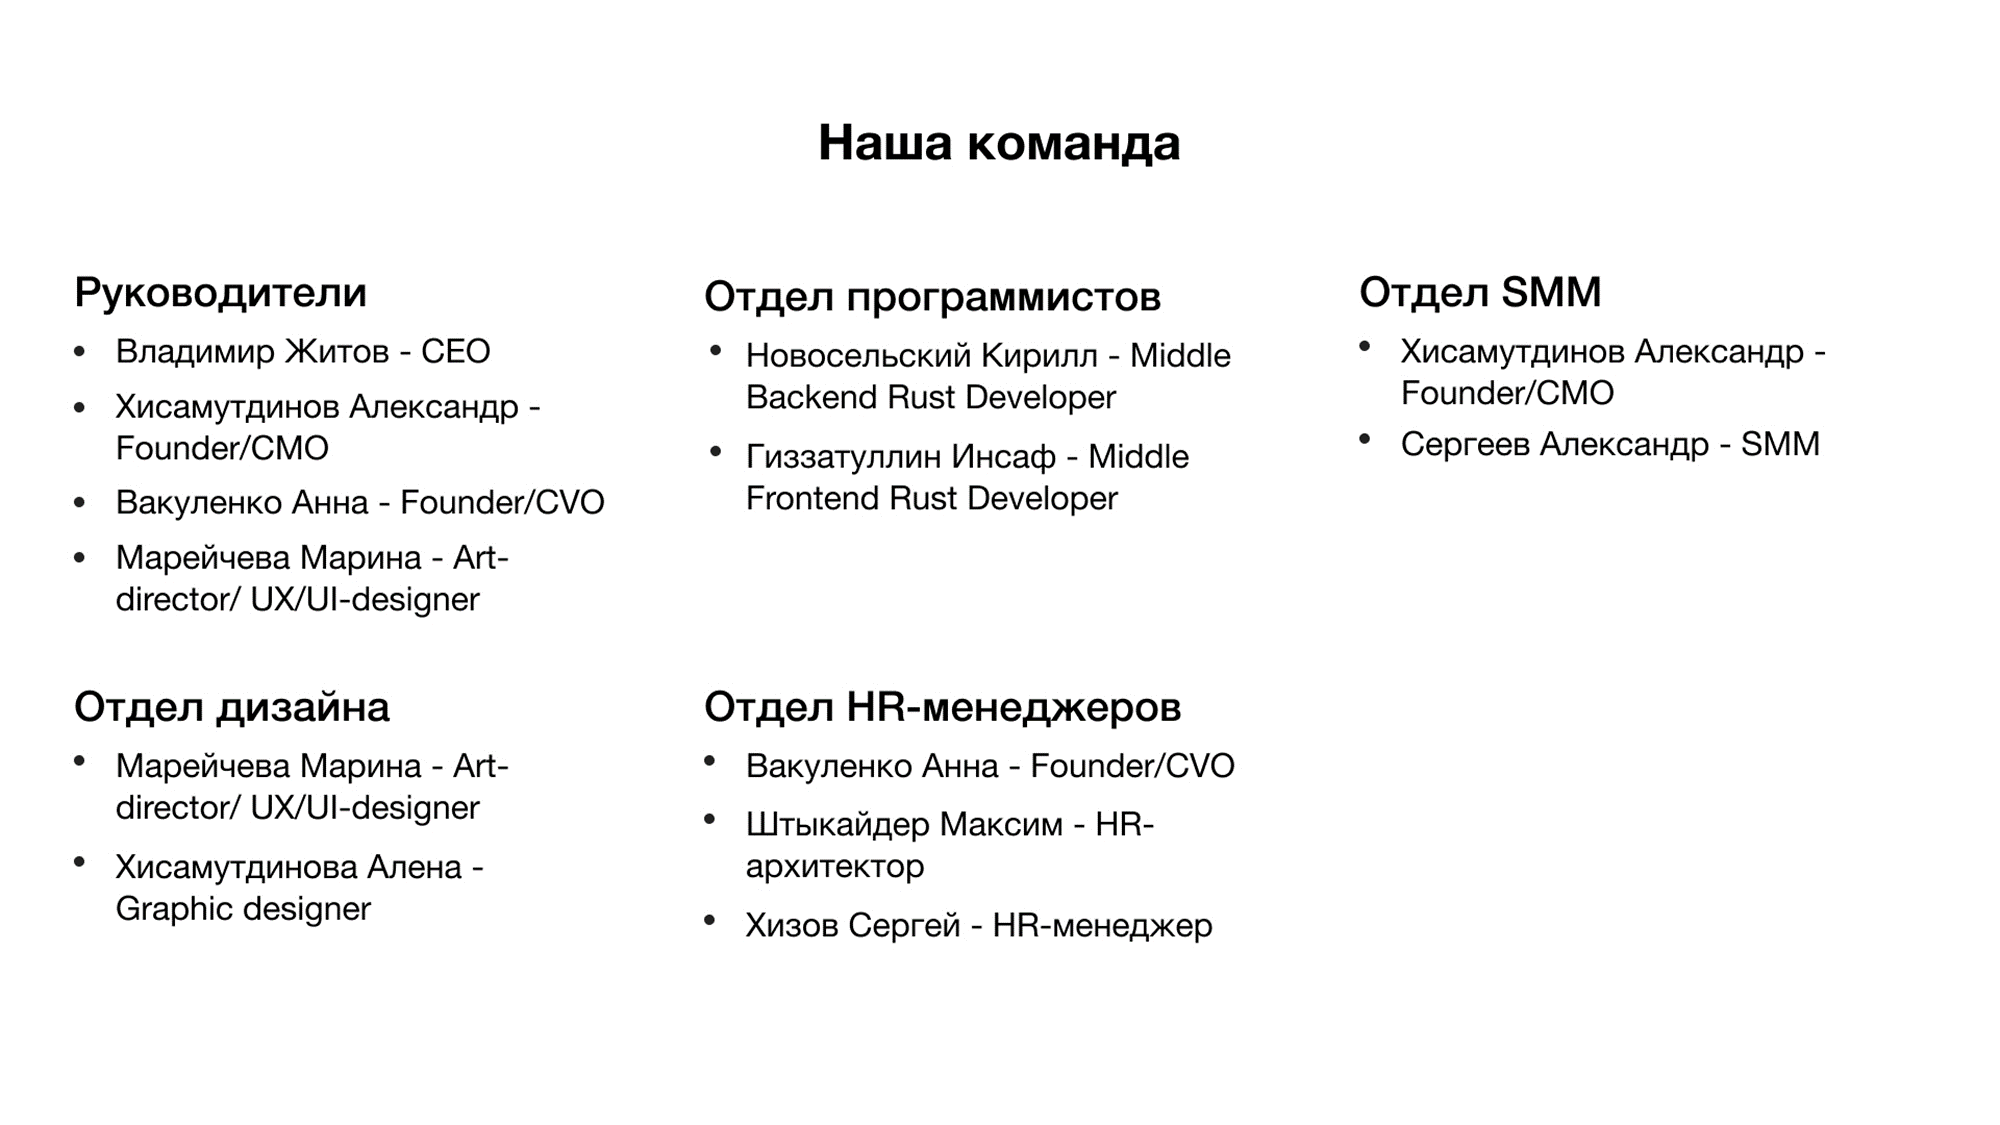 Наша команда
Руководители
Владимир Житов - CEO
Хисамутдинов Александр -
Founder/CMO
Вакуленко Анна - Founder/CVO
Марейчева Марина - Art-
director/ UX/UI-designer
Отдел программистов
Новосельский Кирилл - Middle
Backend Rust Developer
Гиззатуллин Инсаф - Middle
Frontend Rust Developer
Отдел SMM
Хисамутдинов Александр -
Founder/CMO
Сергеев Александр - SMM
Отдел дизайна
Марейчева Марина - Art-
director/ UX/UI-designer
Хисамутдинова Алена -
Graphic designer
Отдел HR-менеджеров
Вакуленко Анна - Founder/CVO
Штыкайдер Максим - HR-
архитектор
Хизов Сергей - HR-менеджер